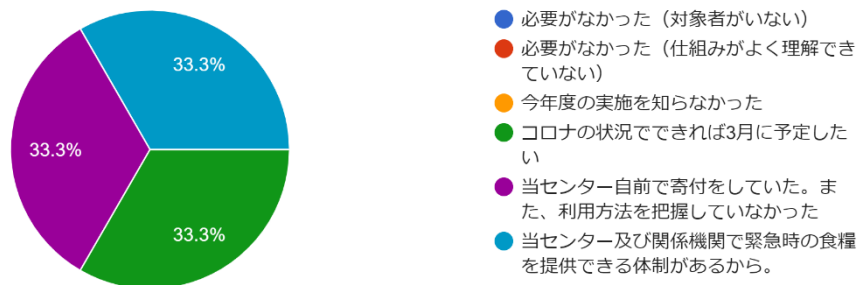 33.3%
33.3%
33.3%
必要がなかった（対象者がいない）
必要がなかった（仕組みがよく理解でき
ていない）
今年度の実施を知らなかった
コロナの状況でできれば3月に予定した
い
当センター自前で寄付をしていた。ま
た、利用方法を把握していなかった
当センター及び関係機関で緊急時の食糧
を提供できる体制があるから。